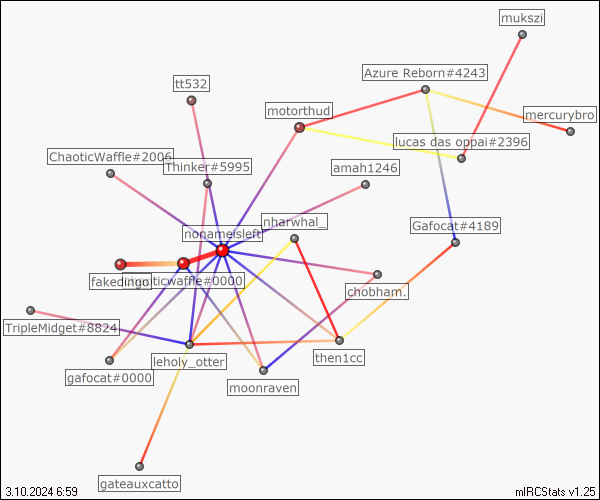 mukszi
Azure Reborn#4243
tt532
motorthud
mercurybro
lucas das oppai#2396
ChaoticWaffle#2006
Thinker#5995
amah1246
nharwhal_
Gafocat#4189
nonameisleft
fakedingo
chobham.
TripleMidget#8824
leholy_otter
then1cc
gafocat#0000
moonraven
gateauxcatto
3.10.2024 6:59
mIRCStats v1.25